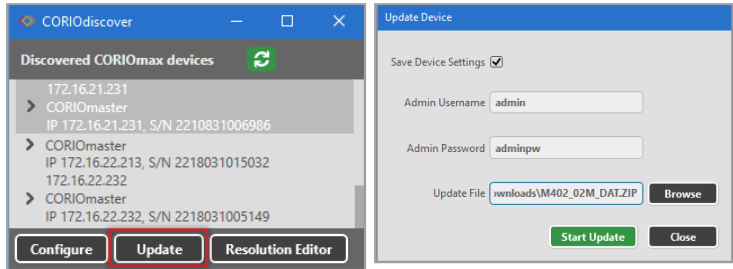 CORIOdiscover
Discovered CORIOmax devices
172.16.21.231
CORIOmaster
IP 172.16.21.231, S/N 2210831006986
CORIOmaster
IP 172.16.22.213, S/N 2218031015032
172.16.22.232
CORIOmaster
IP 172.16.22.232, S/N 2218031005149
Configure Update Resolution Editor
Update Device
Save Device Settings
Admin Username admin
Admin Password adminpw
Update File ownloads\M402_02M_DAT.ZIP Browse
Start Update Close